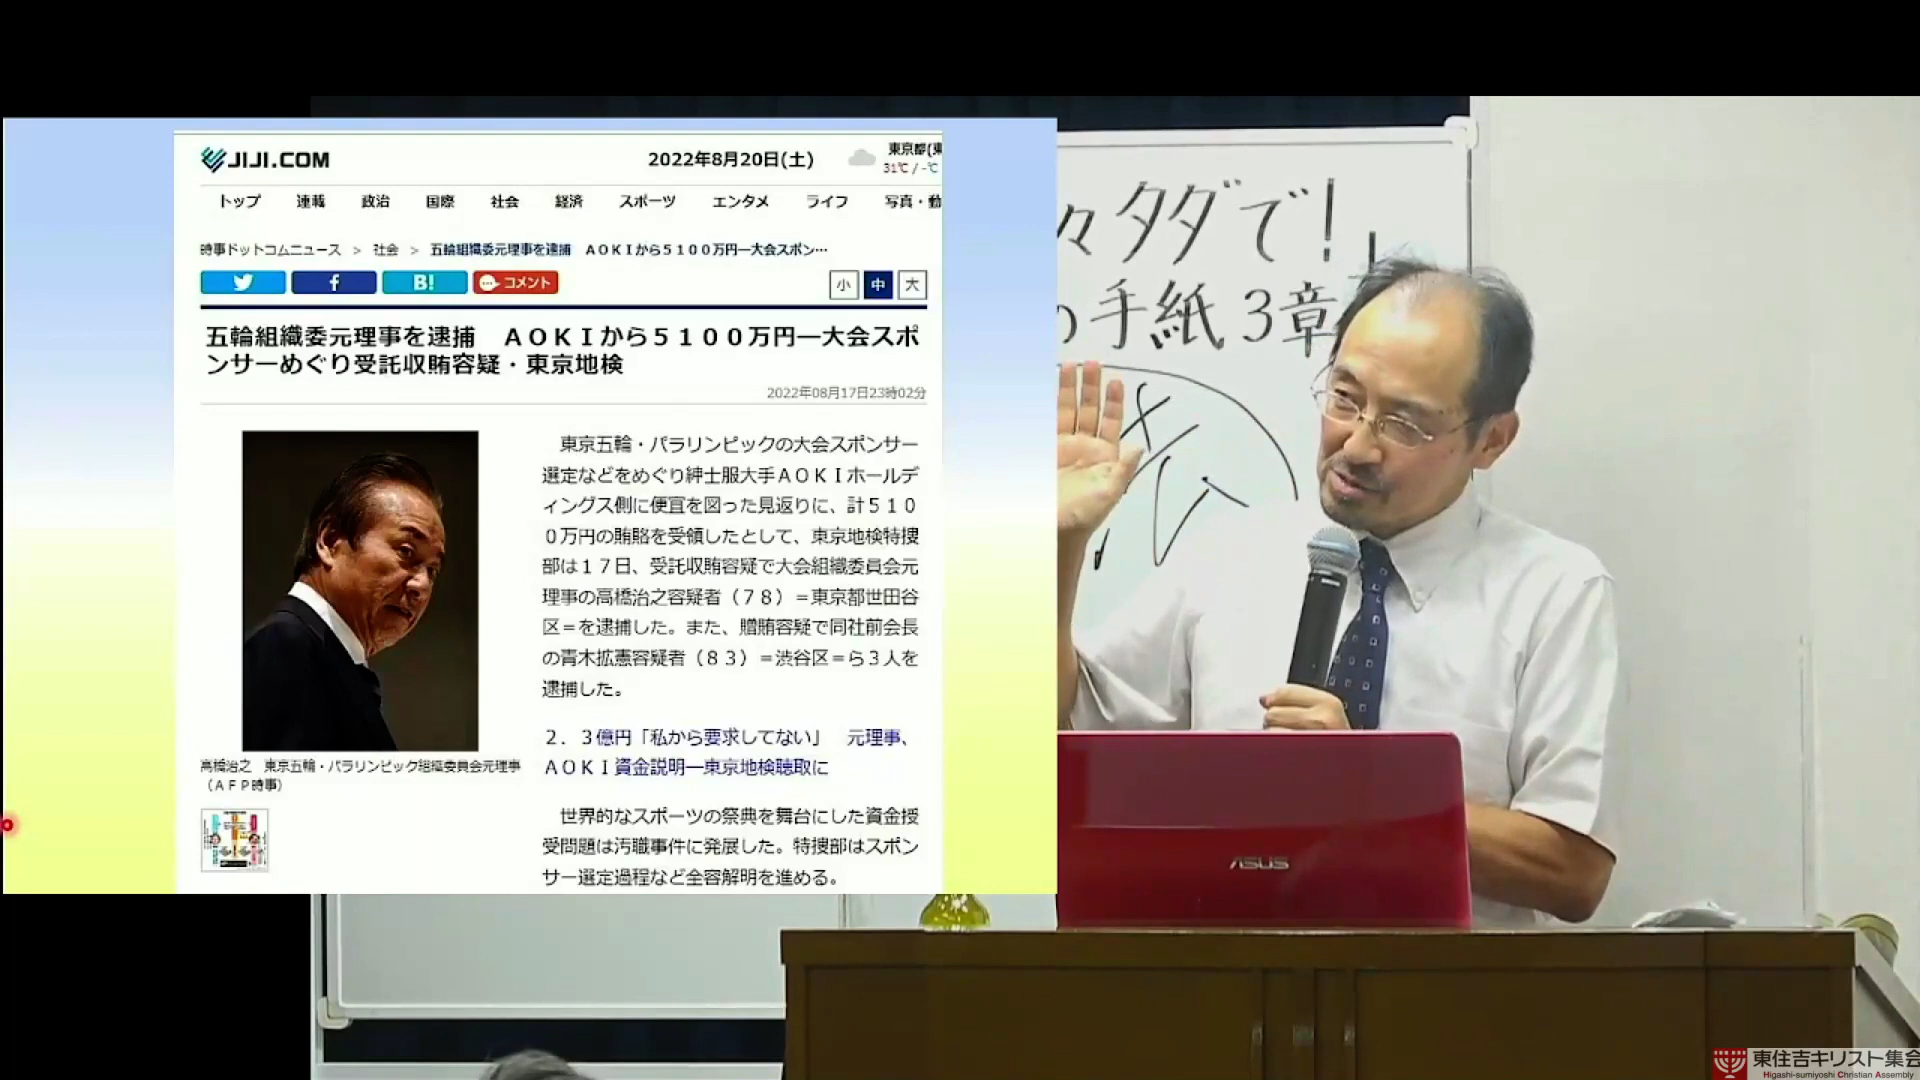 JIJI.COM
2022年8月20日(土)
東京都(東
31℃ / -℃
トップ 連載 政治 国際 社会 経済 スポーツ エンタメ ライフ 写真・動
時事ドットコムニュース > 社会 > 五輪組織委元理事を逮捕 ＡＯＫＩから５１００万円―大会スポン…
B! コメント
小 中 大
五輪組織委元理事を逮捕　ＡＯＫＩから５１００万円―大会スポ
ンサーめぐり受託収賄容疑・東京地検
2022年08月17日23時02分
東京五輪・パラリンピックの大会スポンサー
選定などをめぐり紳士服大手ＡＯＫＩホールデ
ィングス側に便宜を図った見返りに、計５１０
０万円の賄賂を受領したとして、東京地検特捜
部は１７日、受託収賄容疑で大会組織委員会元
理事の高橋治之容疑者（７８）＝東京都世田谷
区＝を逮捕した。また、贈賄容疑で同社前会長
の青木拡憲容疑者（８３）＝渋谷区＝ら３人を
逮捕した。
２．３億円「私から要求してない」　元理事、
ＡＯＫＩ資金説明―東京地検聴取に
世界的なスポーツの祭典を舞台にした資金授
受問題は汚職事件に発展した。特捜部はスポン
サー選定過程など全容解明を進める。
高橋治之　東京五輪・パラリンピック組織委員会元理事
（ＡＦＰ時事）
々タダで!」
の手紙3章
ASUS
東住吉キリスト集会
Higashi-sumiyoshi Christian Assembly